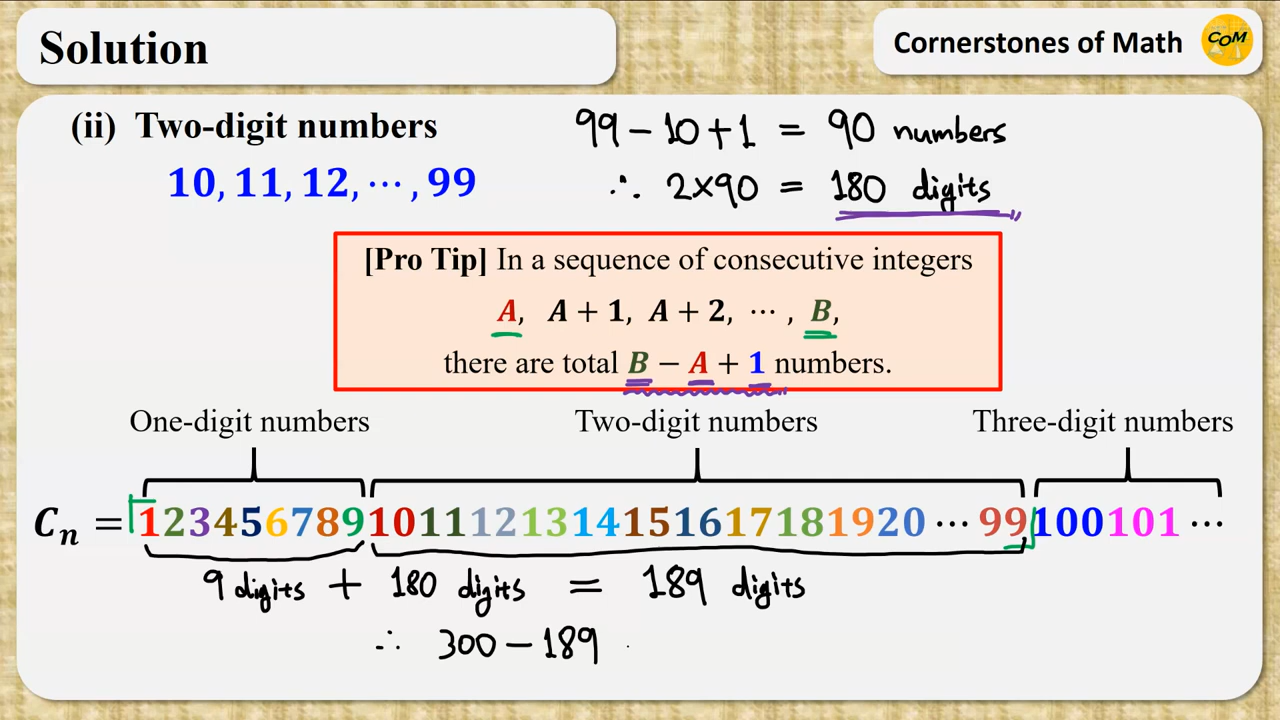 Solution
Cornerstones of Math
COM
(ii) Two-digit numbers
99 - 10 + 1 = 90 numbers
10, 11, 12, ⋯, 99
∴ 2×90 = 180 digits
[Pro Tip] In a sequence of consecutive integers
A, A + 1, A + 2, ⋯, B,
there are total B − A + 1 numbers.
One-digit numbers Two-digit numbers Three-digit numbers
Cₙ = 1234567891011121314151617181920 ⋯ 99100101 ⋯
9 digits + 180 digits = 189 digits
∴ 300 − 189